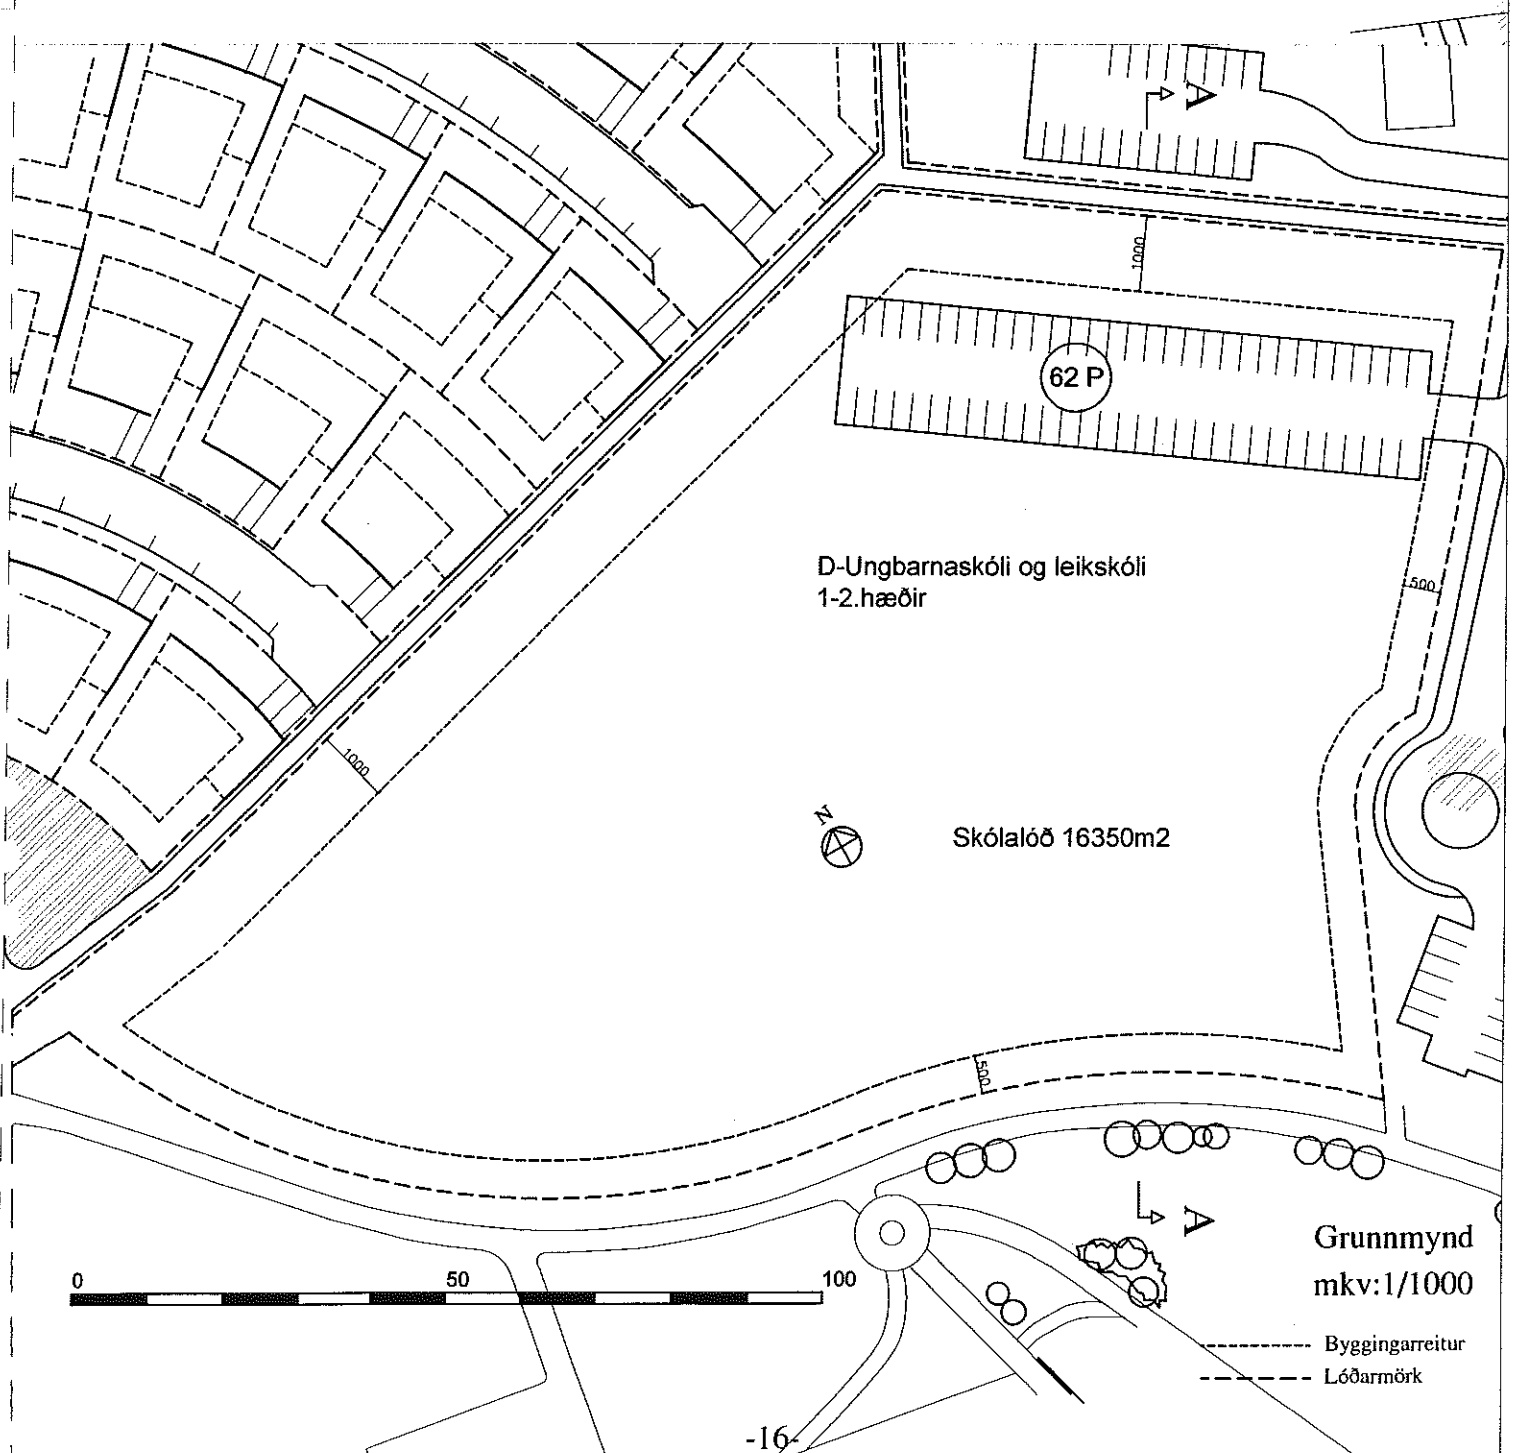 A
1000
62 P
D-Ungbarnaskóli og leikskóli
1-2.hæðir
500
1000
N
Skólalóð 16350m2
500
A
Grunnmynd
mkv:1/1000
0 50 100
Byggingarreitur
Lóðarmörk
-16-